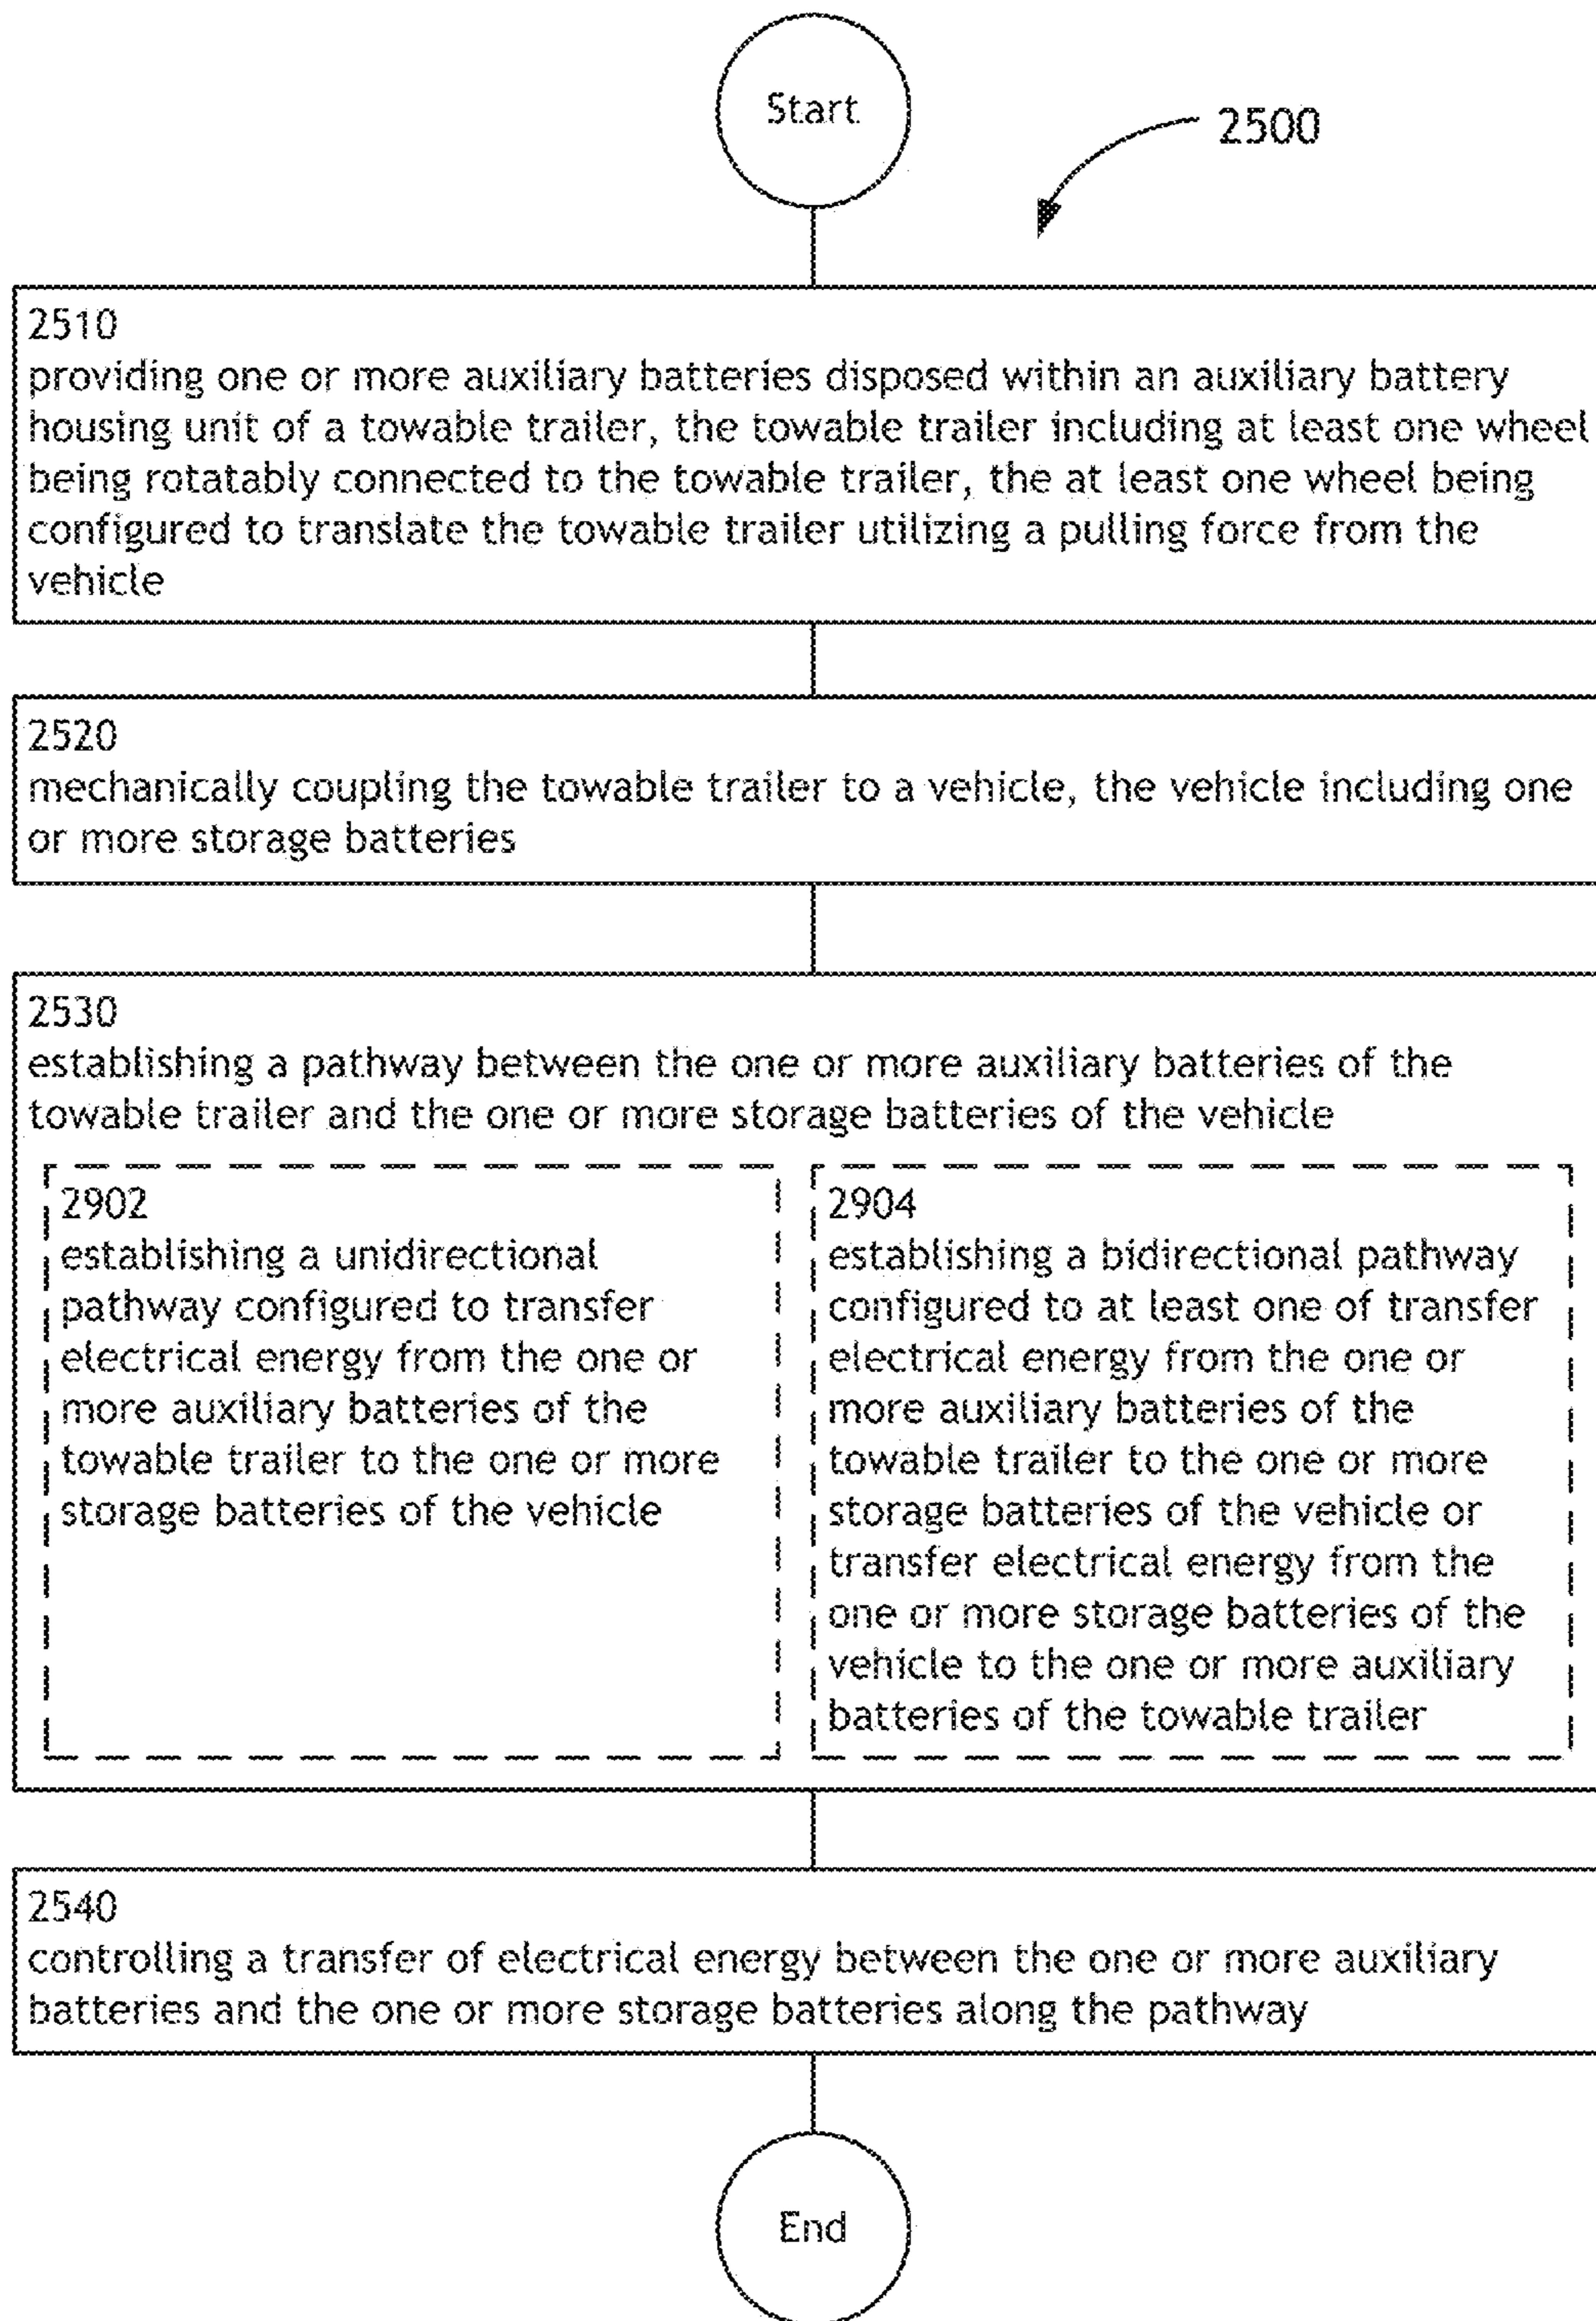 Start
2500
2510
providing one or more auxiliary batteries disposed within an auxiliary battery
housing unit of a towable trailer, the towable trailer including at least one wheel
being rotatably connected to the towable trailer, the at least one wheel being
configured to translate the towable trailer utilizing a pulling force from the
vehicle
2520
mechanically coupling the towable trailer to a vehicle, the vehicle including one
or more storage batteries
2530
establishing a pathway between the one or more auxiliary batteries of the
towable trailer and the one or more storage batteries of the vehicle
2902
establishing a unidirectional
pathway configured to transfer
electrical energy from the one or
more auxiliary batteries of the
towable trailer to the one or more
storage batteries of the vehicle
2904
establishing a bidirectional pathway
configured to at least one of transfer
electrical energy from the one or
more auxiliary batteries of the
towable trailer to the one or more
storage batteries of the vehicle or
transfer electrical energy from the
one or more storage batteries of the
vehicle to the one or more auxiliary
batteries of the towable trailer
2540
controlling a transfer of electrical energy between the one or more auxiliary
batteries and the one or more storage batteries along the pathway
End